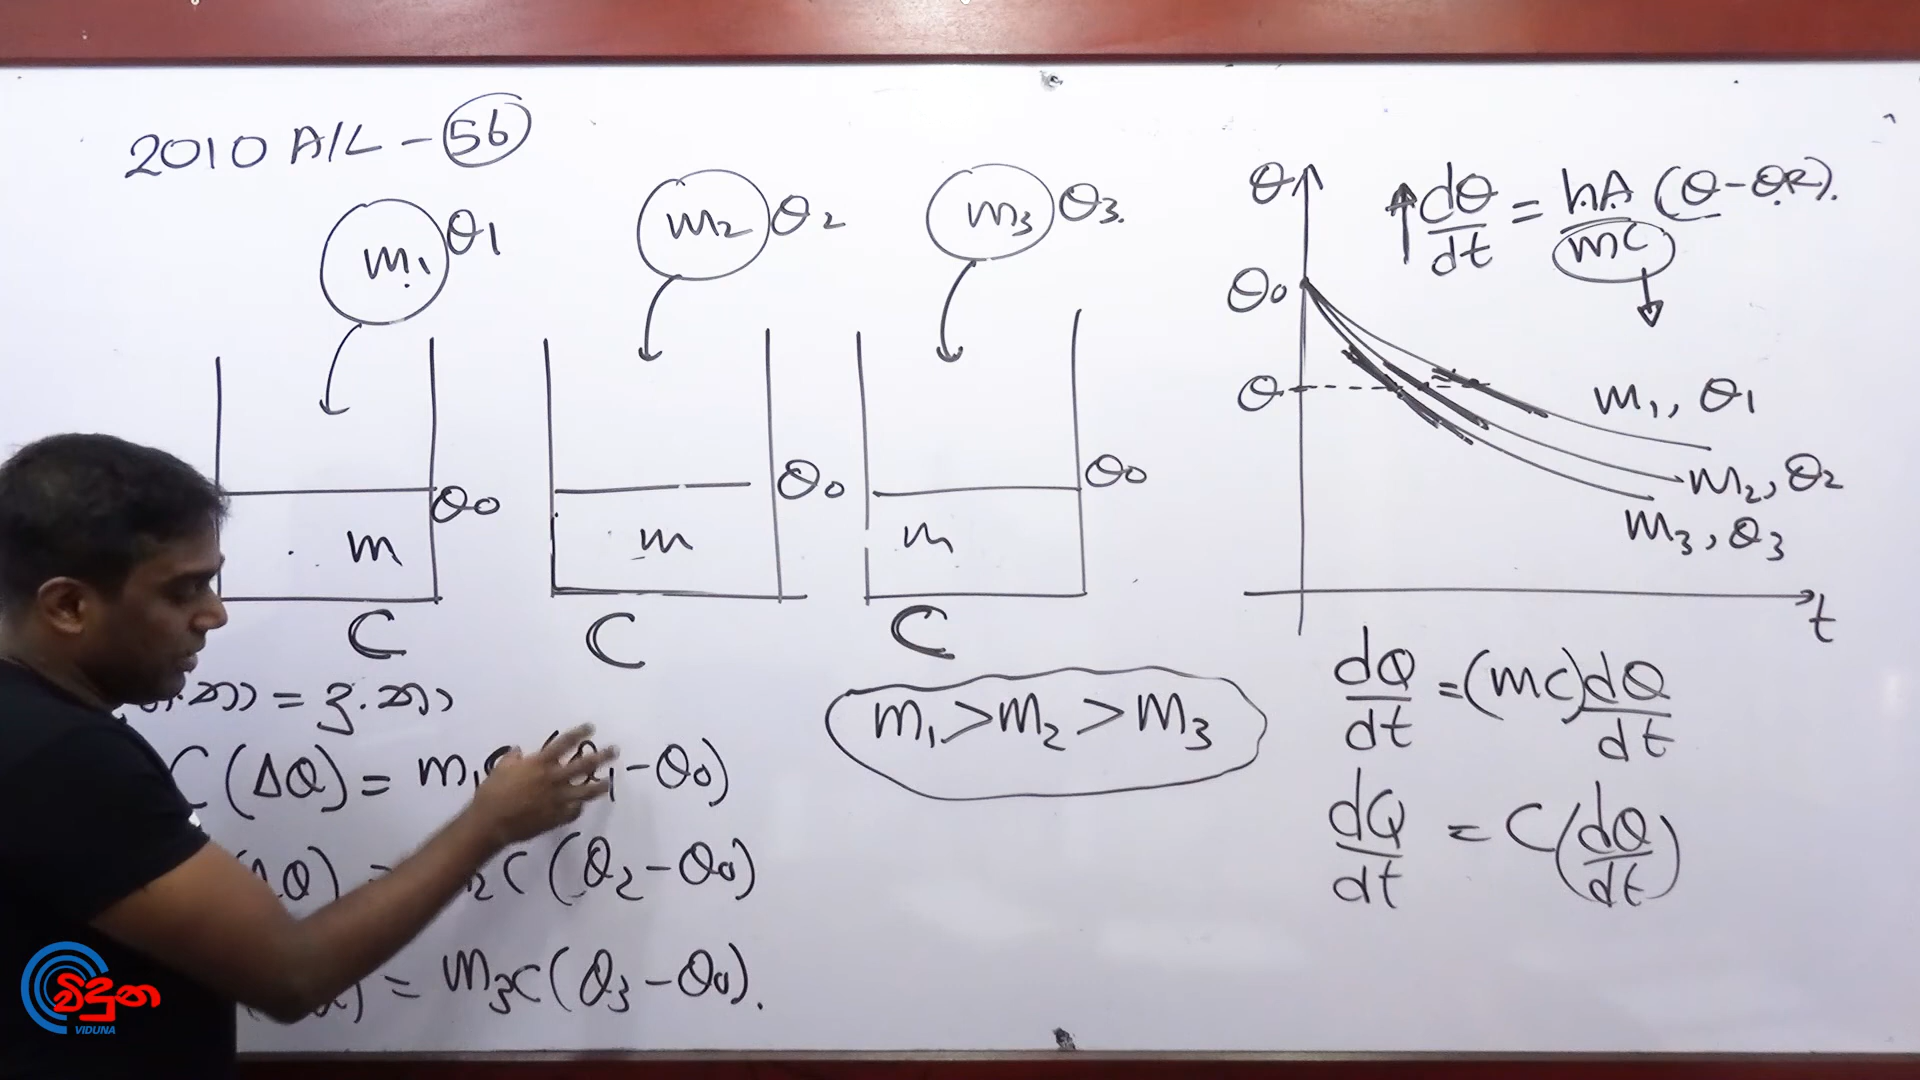 2010 A/L - 56
m₁ θ₁
m₂ θ₂
m₃ θ₃.
θ₀
m
C
θ₀
m
C
θ₀
m
C
m₁ > m₂ > m₃
C (Δθ) = m₁ (θ₁ - θ₀)
θ) = ₂C (θ₂ - θ₀)
) = m₃C (θ₃ - θ₀).
θ
dθ/dt = hA/mC (θ - θR).
θ₀
θ
m₁, θ₁
m₂, θ₂
m₃, θ₃
t
dQ/dt = (mC) dθ/dt
dQ/dt = C (dθ/dt)
විදුන
VIDUNA